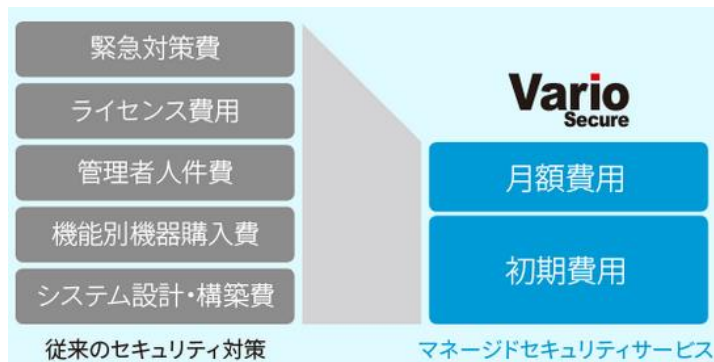 緊急対策費
ライセンス費用
管理者人件費
機能別機器購入費
システム設計・構築費
従来のセキュリティ対策
Vario
Secure
月額費用
初期費用
マネージドセキュリティサービス